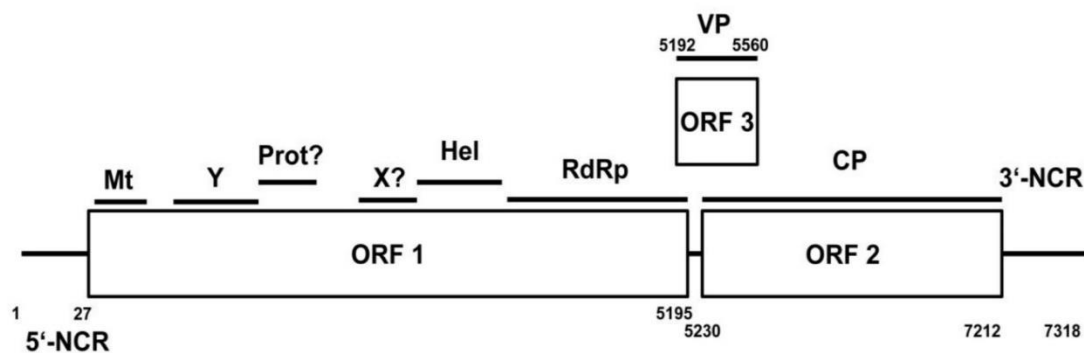 VP
5192 5560
ORF 3
Mt Y Prot? X? Hel RdRp CP 3‘-NCR
ORF 1 ORF 2
1 27 5195
5230 7212 7318
5‘-NCR